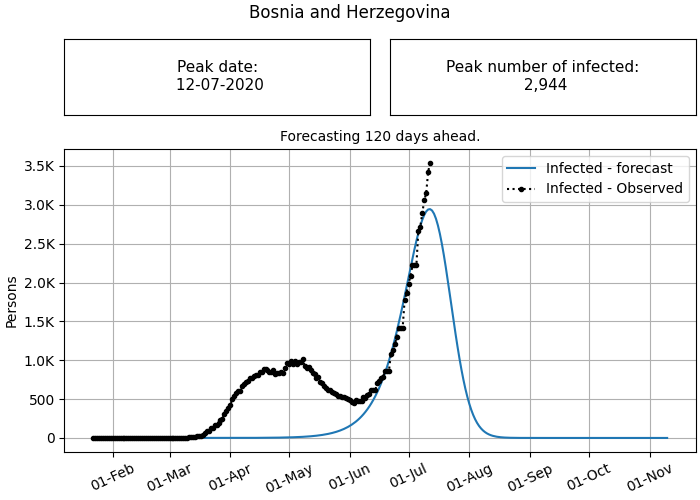 Bosnia and Herzegovina
Peak date:
12-07-2020
Peak number of infected:
2,944
Forecasting 120 days ahead.
Infected - forecast
Infected - Observed
Persons
3.5K
3.0K
2.5K
2.0K
1.5K
1.0K
500
0
01-Feb
01-Mar
01-Apr
01-May
01-Jun
01-Jul
01-Aug
01-Sep
01-Oct
01-Nov